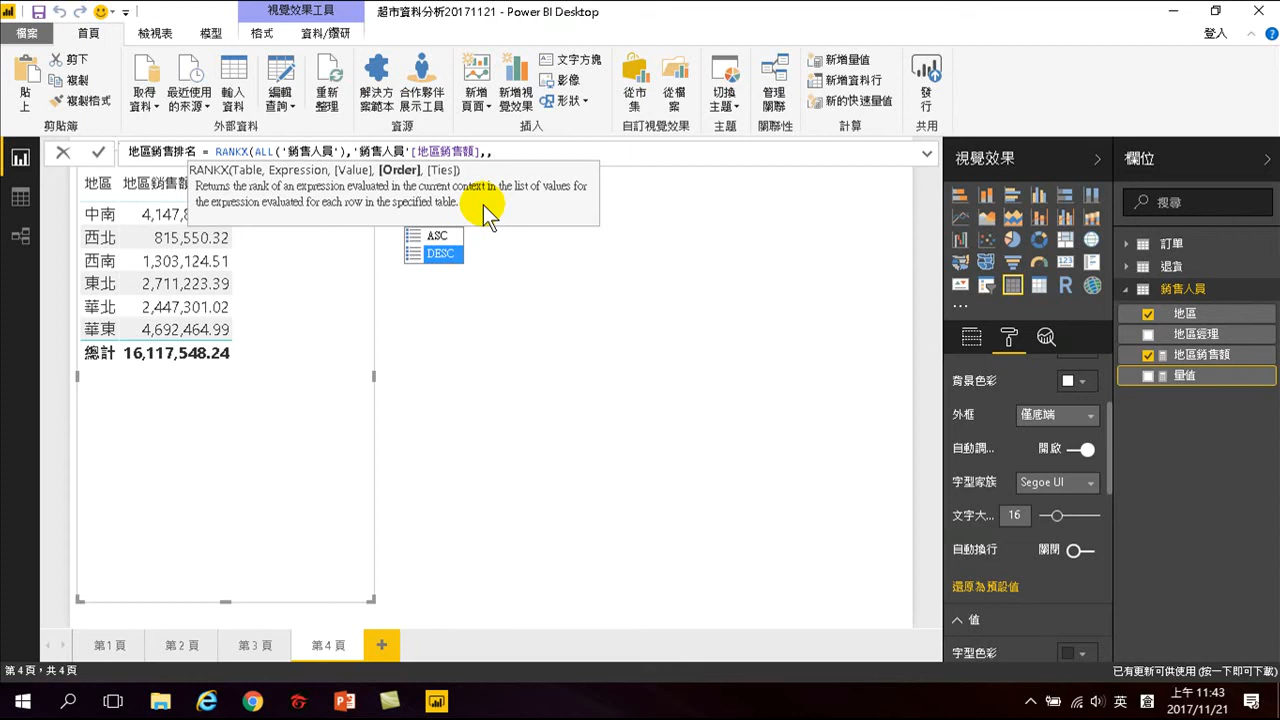 視覺效果工具
超市資料分析20171121 - Power BI Desktop
檔案
首頁
檢視表
模型
格式
資料/鑽研
登入
貼上
剪下
複製
複製格式
剪貼簿
取得資料
最近使用的來源
輸入資料
編輯查詢
重新整理
外部資料
解決方案範本
合作夥伴展示工具
資源
新增頁面
新增視覺效果
文字方塊
影像
形狀
插入
從市集
從檔案
自訂視覺效果
切換主題
主題
管理關聯
關聯性
新增量值
新增資料行
新的快速量值
計算
發行
共用
地區銷售排名 = RANKX(ALL('銷售人員'),'銷售人員'[地區銷售額],,
RANKX(Table, Expression, [Value], [Order], [Ties])
Returns the rank of an expression evaluated in the current context in the list of values for
the expression evaluated for each row in the specified table.
ASC
DESC
地區 地區銷售
中南 4,147,8
西北 815,550.32
西南 1,303,124.51
東北 2,711,223.39
華北 2,447,301.02
華東 4,692,464.99
總計 16,117,548.24
視覺效果
R
背景色彩
外框 僅底端
自動調... 開啟
字型家族 Segoe UI
文字大... 16
自動換行 關閉
還原為預設值
值
字型色彩
欄位
搜尋
訂單
退貨
銷售人員
地區
地區經理
地區銷售額
量值
第 1 頁
第 2 頁
第 3 頁
第 4 頁
第 4 頁，共 4 頁
已有更新可供使用 (按一下即可下載)
英
倉
上午 11:43
2017/11/21